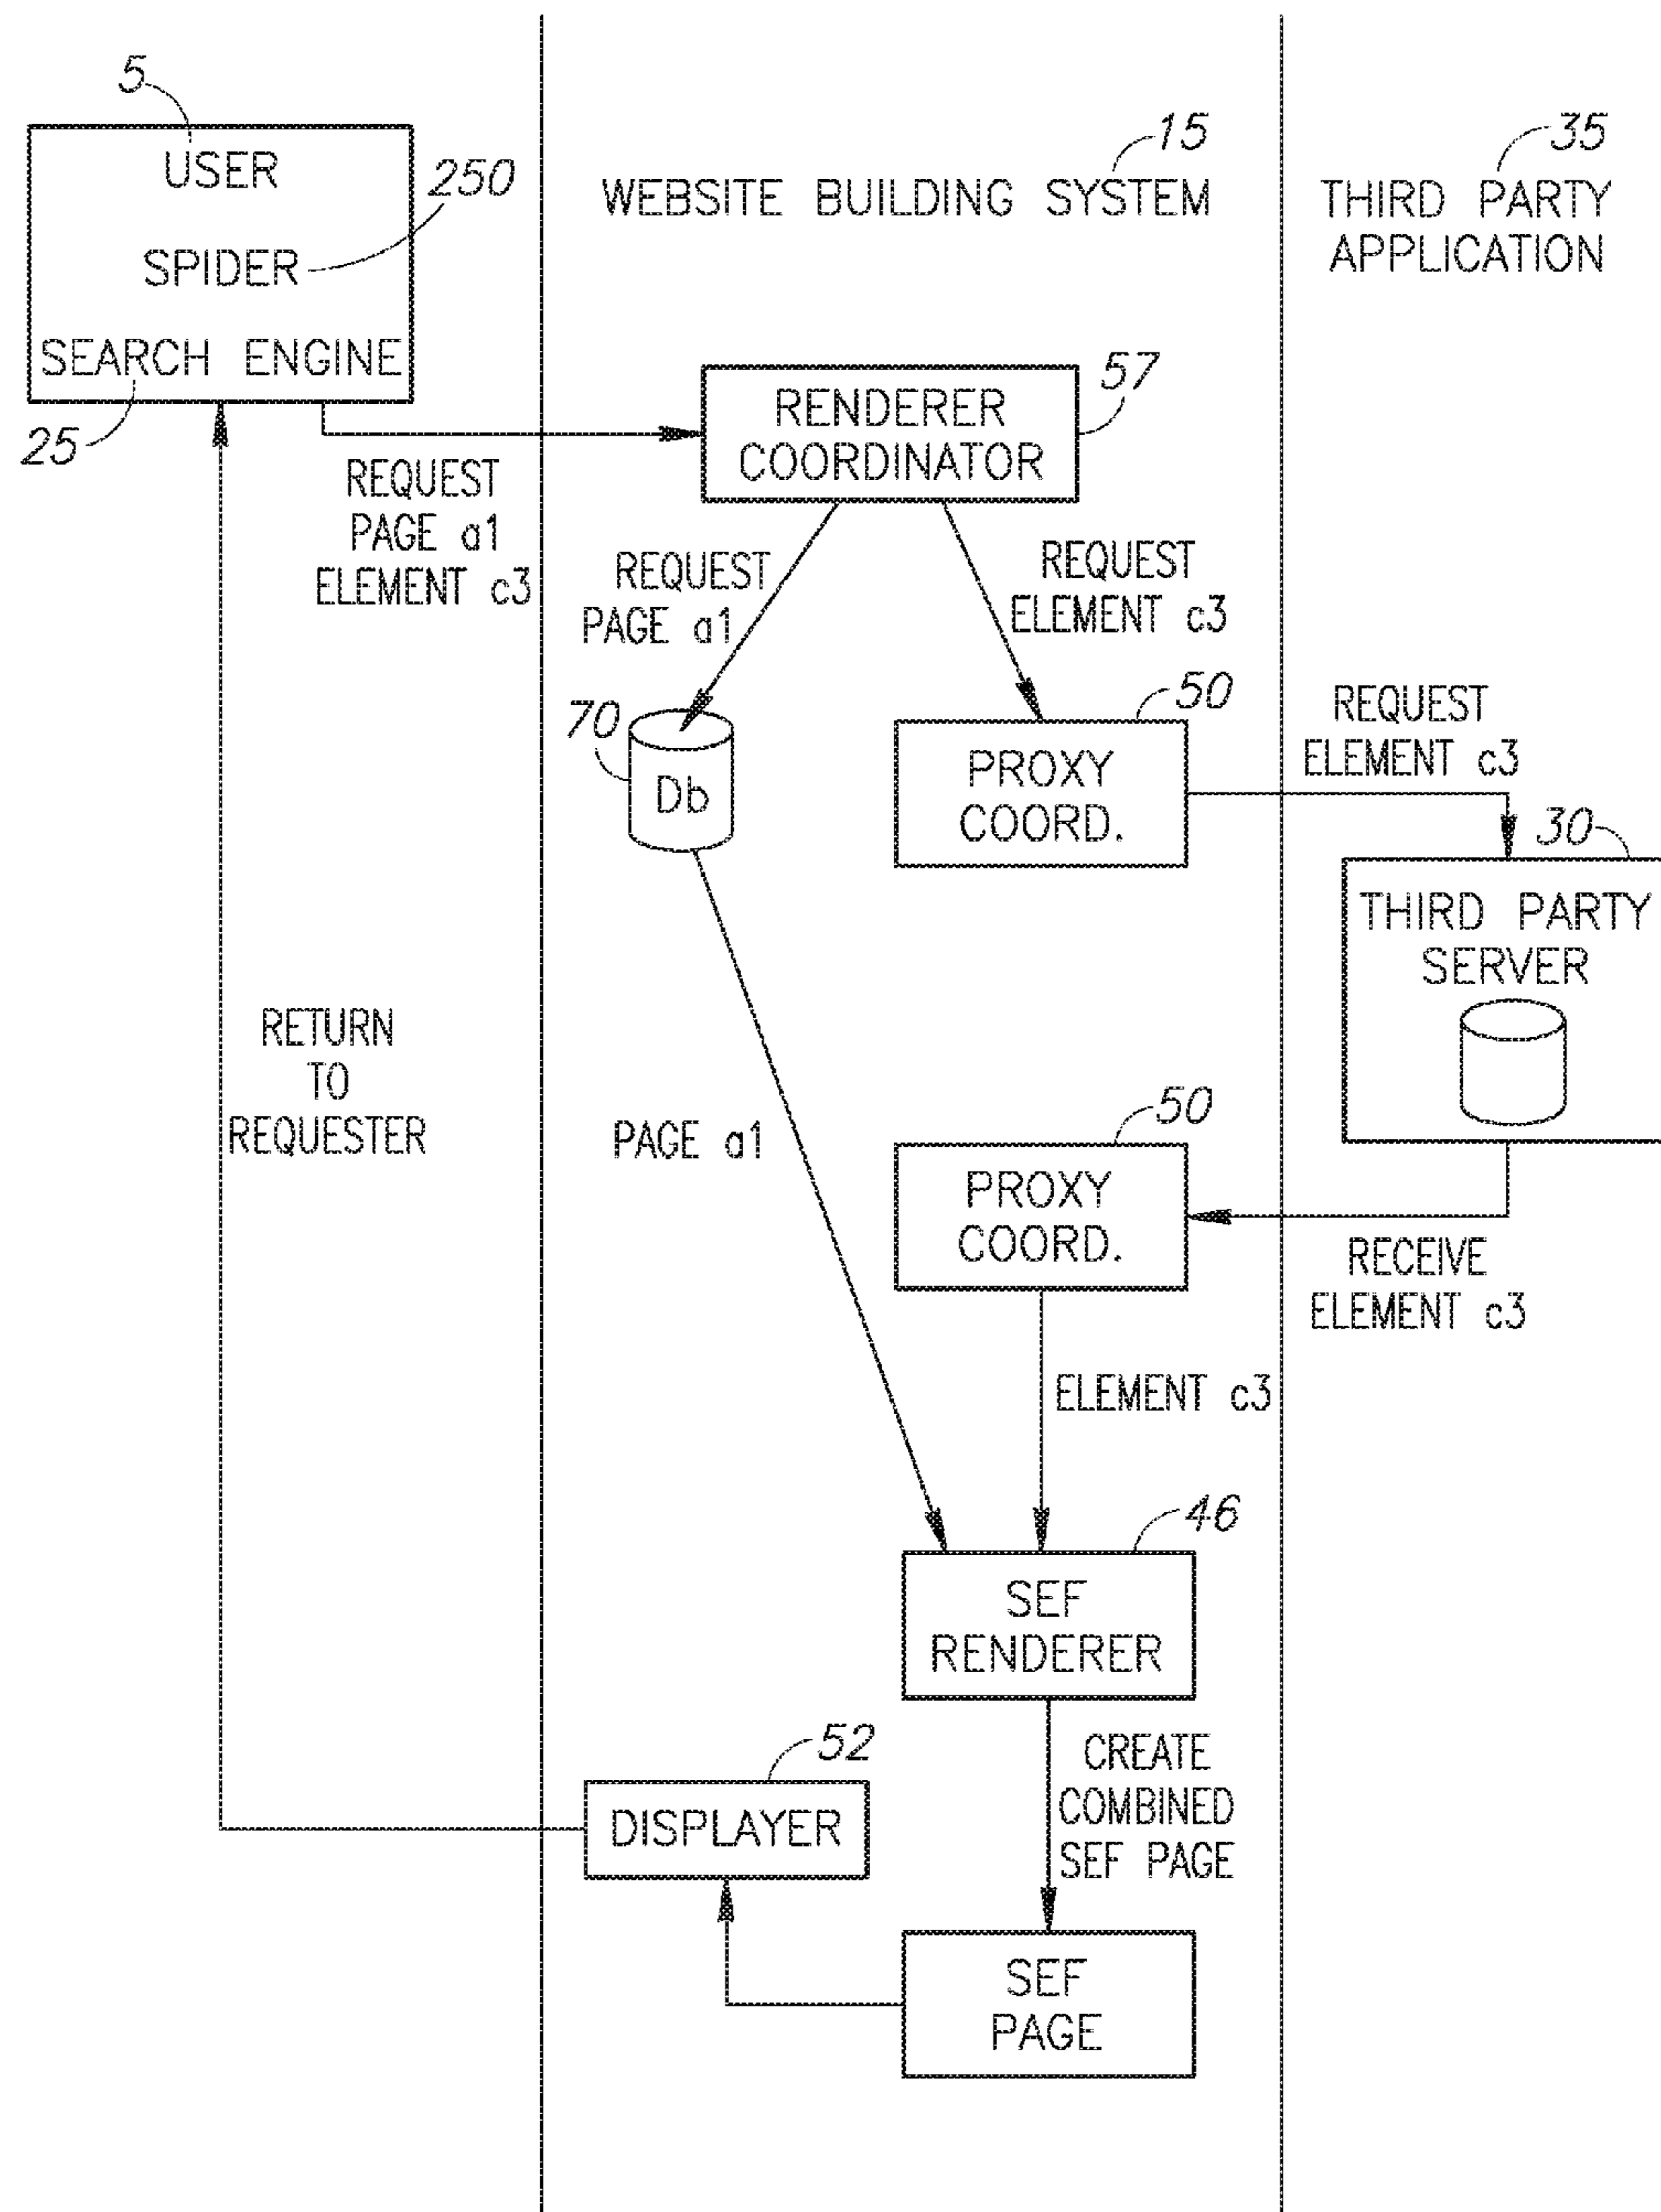 5
USER
250
SPIDER
SEARCH ENGINE
25
15
WEBSITE BUILDING SYSTEM
35
THIRD PARTY
APPLICATION
57
RENDERER
COORDINATOR
REQUEST
PAGE a1
ELEMENT c3
REQUEST
PAGE a1
REQUEST
ELEMENT c3
70
Db
50
PROXY
COORD.
REQUEST
ELEMENT c3
30
THIRD PARTY
SERVER
RETURN
TO
REQUESTER
PAGE a1
50
PROXY
COORD.
RECEIVE
ELEMENT c3
ELEMENT c3
46
SEF
RENDERER
52
DISPLAYER
CREATE
COMBINED
SEF PAGE
SEF
PAGE